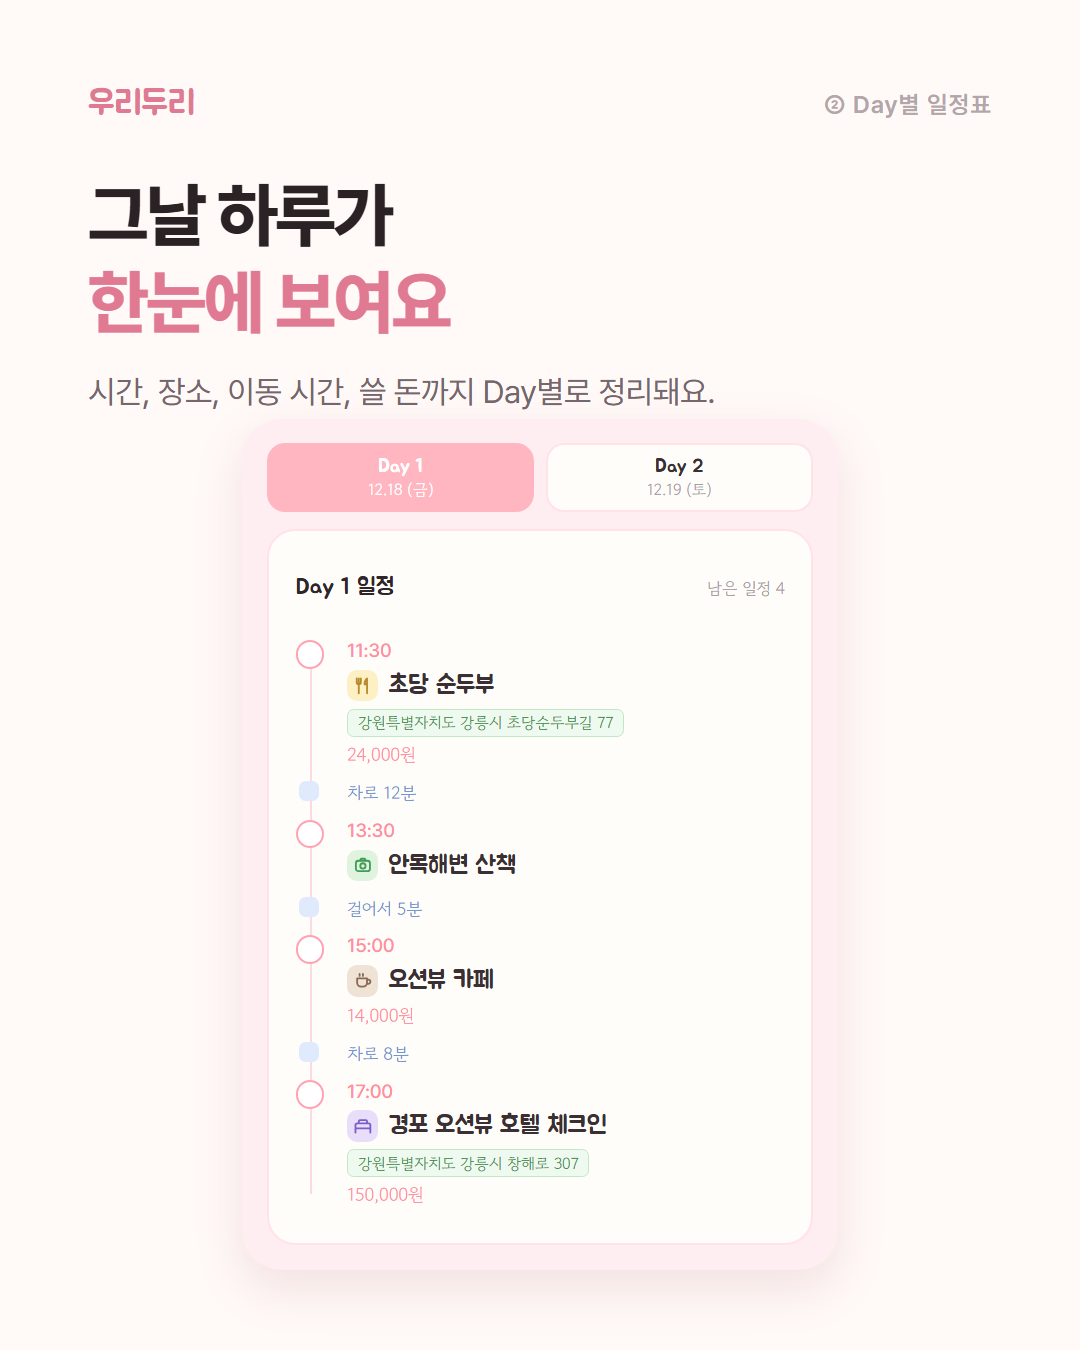 우리두리
② Day별 일정표
그날 하루가
한눈에 보여요
시간, 장소, 이동 시간, 쓸 돈까지 Day별로 정리돼요.
Day 1
12.18 (금)
Day 2
12.19 (토)
Day 1 일정
남은 일정 4
11:30
초당 순두부
강원특별자치도 강릉시 초당순두부길 77
24,000원
차로 12분
13:30
안목해변 산책
걸어서 5분
15:00
오션뷰 카페
14,000원
차로 8분
17:00
경포 오션뷰 호텔 체크인
강원특별자치도 강릉시 창해로 307
150,000원